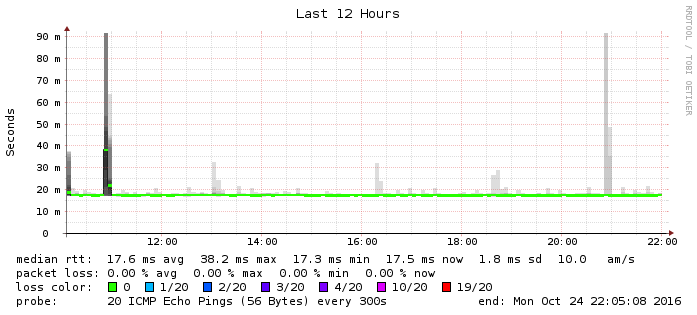 Last 12 Hours
RRDTOOL / TOBI OETIKER
Seconds
90 m
80 m
70 m
60 m
50 m
40 m
30 m
20 m
10 m
0
12:00 14:00 16:00 18:00 20:00 22:00
median rtt: 17.6 ms avg 38.2 ms max 17.3 ms min 17.5 ms now 1.8 ms sd 10.0 am/s
packet loss: 0.00 % avg 0.00 % max 0.00 % min 0.00 % now
loss color: 0 1/20 2/20 3/20 4/20 10/20 19/20
probe: 20 ICMP Echo Pings (56 Bytes) every 300s end: Mon Oct 24 22:05:08 2016